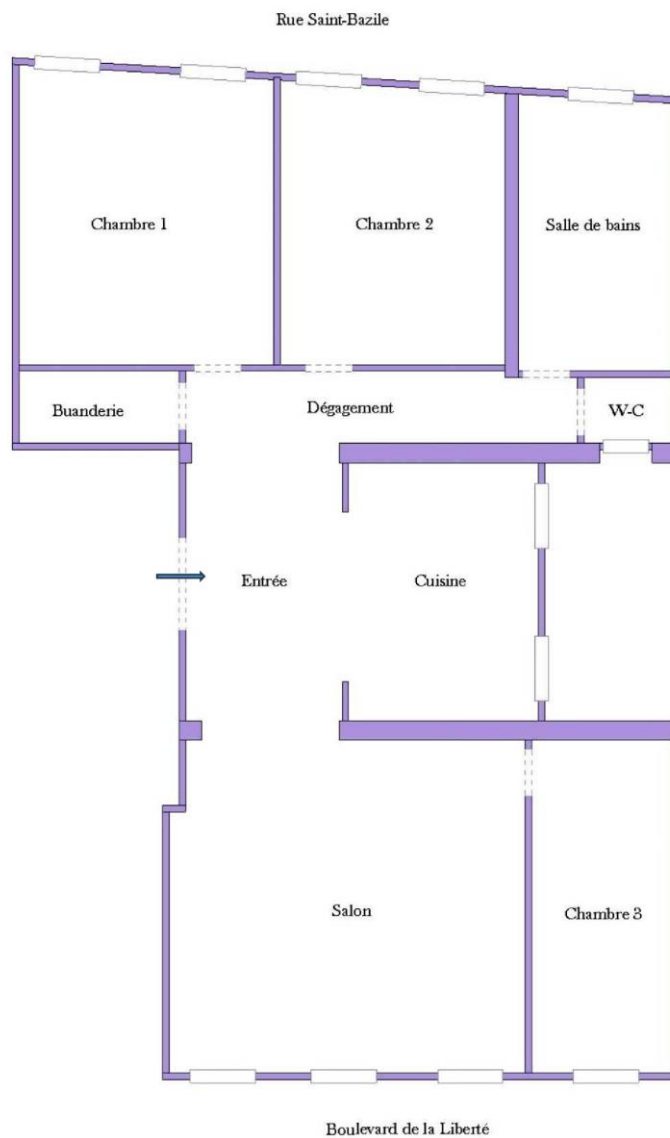 Rue Saint-Bazile
Chambre 1
Chambre 2
Salle de bains
Buanderie
Dégagement
W-C
Entrée
Cuisine
Salon
Chambre 3
Boulevard de la Liberté